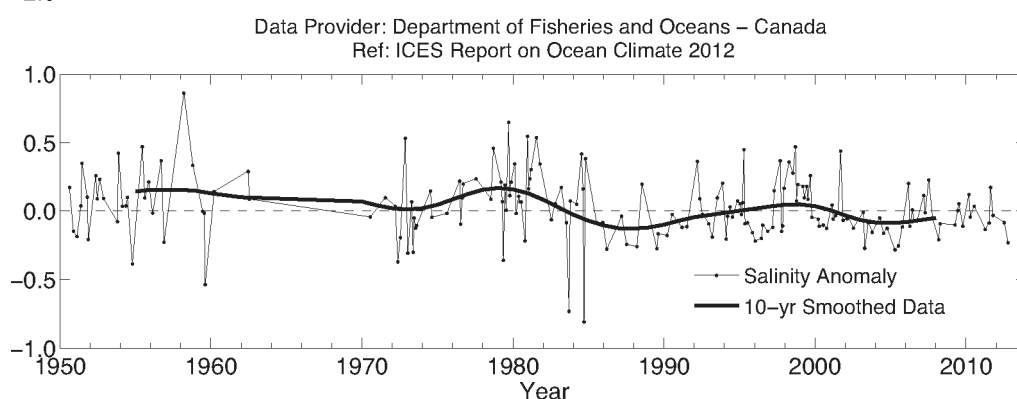 Data Provider: Department of Fisheries and Oceans – Canada
Ref: ICES Report on Ocean Climate 2012
1.0
0.5
0.0
−0.5
−1.0
Salinity Anomaly
10−yr Smoothed Data
1950 1960 1970 1980 1990 2000 2010
Year